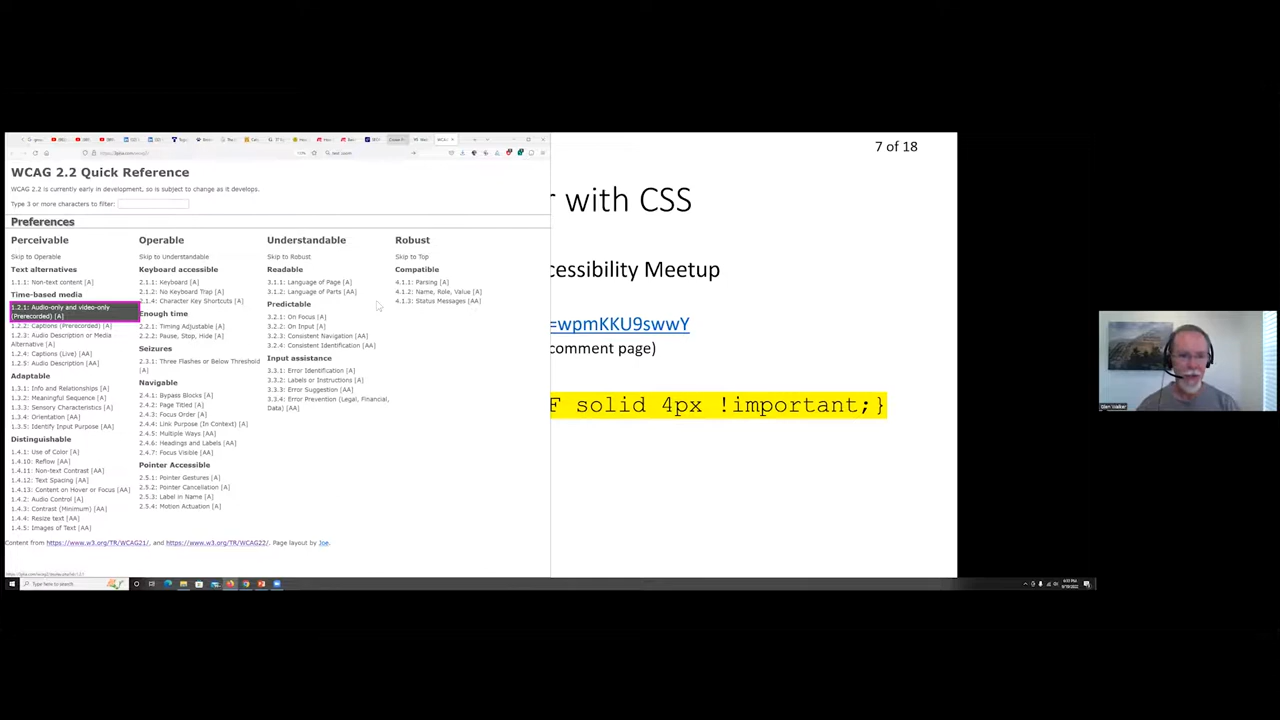 WCAG 2.2 Quick Reference
WCAG 2.2 is currently early in development, so is subject to change as it develops.
Type 3 or more characters to filter:
Preferences
Perceivable
Skip to Operable
Text alternatives
1.1.1: Non-text content [A]
Time-based media
1.2.1: Audio-only and video-only
(Prerecorded) [A]
1.2.2: Captions (Prerecorded) [A]
1.2.3: Audio Description or Media
Alternative [A]
1.2.4: Captions (Live) [AA]
1.2.5: Audio Description [AA]
Adaptable
1.3.1: Info and Relationships [A]
1.3.2: Meaningful Sequence [A]
1.3.3: Sensory Characteristics [A]
1.3.4: Orientation [AA]
1.3.5: Identify Input Purpose [AA]
Distinguishable
1.4.1: Use of Color [A]
1.4.10: Reflow [AA]
1.4.11: Non-text Contrast [AA]
1.4.12: Text Spacing [AA]
1.4.13: Content on Hover or Focus [AA]
1.4.2: Audio Control [A]
1.4.3: Contrast (Minimum) [AA]
1.4.4: Resize text [AA]
1.4.5: Images of Text [AA]
Operable
Skip to Understandable
Keyboard accessible
2.1.1: Keyboard [A]
2.1.2: No Keyboard Trap [A]
2.1.4: Character Key Shortcuts [A]
Enough time
2.2.1: Timing Adjustable [A]
2.2.2: Pause, Stop, Hide [A]
Seizures
2.3.1: Three Flashes or Below Threshold
[A]
Navigable
2.4.1: Bypass Blocks [A]
2.4.2: Page Titled [A]
2.4.3: Focus Order [A]
2.4.4: Link Purpose (In Context) [A]
2.4.5: Multiple Ways [AA]
2.4.6: Headings and Labels [AA]
2.4.7: Focus Visible [AA]
Pointer Accessible
2.5.1: Pointer Gestures [A]
2.5.2: Pointer Cancellation [A]
2.5.3: Label in Name [A]
2.5.4: Motion Actuation [A]
Understandable
Skip to Robust
Readable
3.1.1: Language of Page [A]
3.1.2: Language of Parts [AA]
Predictable
3.2.1: On Focus [A]
3.2.2: On Input [A]
3.2.3: Consistent Navigation [AA]
3.2.4: Consistent Identification [AA]
Input assistance
3.3.1: Error Identification [A]
3.3.2: Labels or Instructions [A]
3.3.3: Error Suggestion [AA]
3.3.4: Error Prevention (Legal, Financial,
Data) [AA]
Robust
Skip to Top
Compatible
4.1.1: Parsing [A]
4.1.2: Name, Role, Value [A]
4.1.3: Status Messages [AA]
Content from https://www.w3.org/TR/WCAG21/, and https://www.w3.org/TR/WCAG22/. Page layout by Joe.
Type here to search
7 of 18
with CSS
cessibility Meetup
=wpmKKU9swwY
comment page)
F solid 4px !important;}
Glen Walker